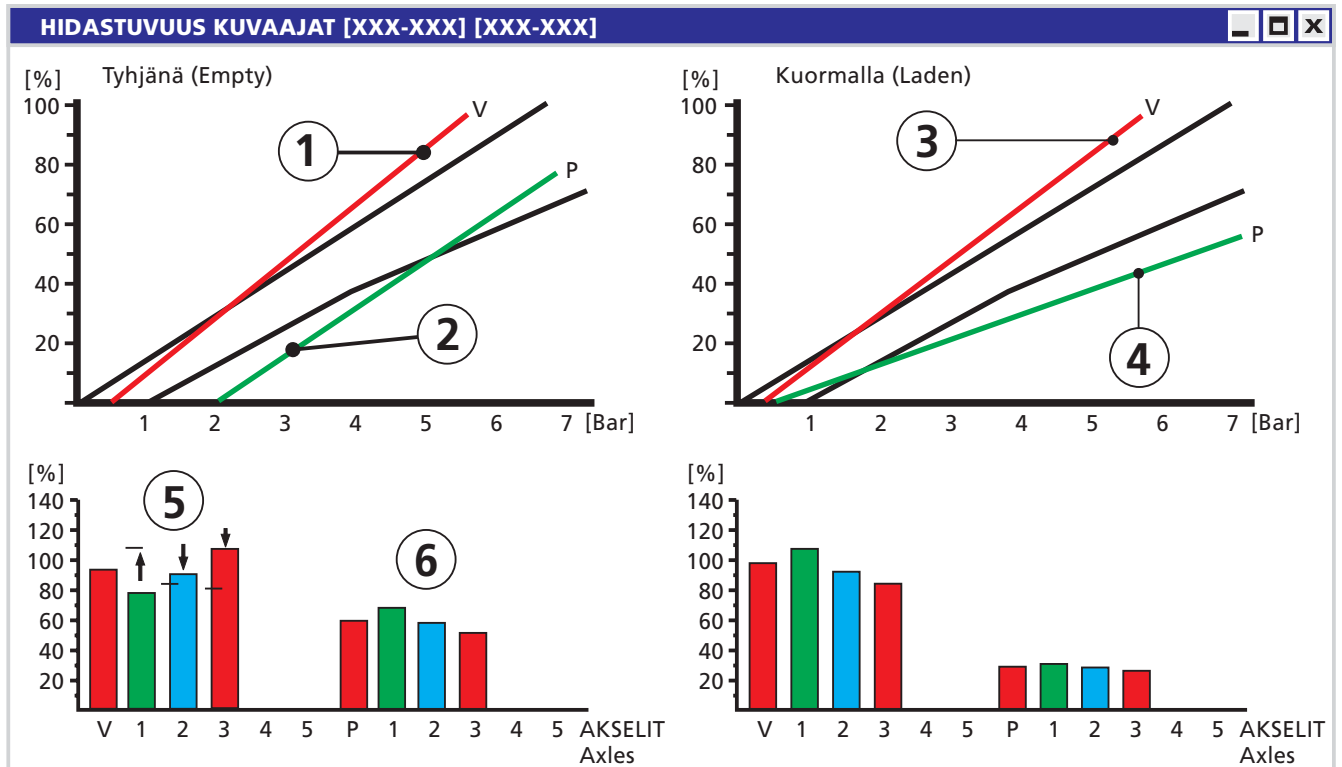 HIDASTUVUUS KUVAAJAT [XXX-XXX] [XXX-XXX]
[%] Tyhjänä (Empty)
100
80
60
40
20
V
P
1
2
1 2 3 4 5 6 7 [Bar]
[%] Kuormalla (Laden)
100
80
60
40
20
V
P
3
4
1 2 3 4 5 6 7 [Bar]
[%]
140
120
100
80
60
40
20
5
6
V 1 2 3 4 5 P 1 2 3 4 5 AKSELIT
Axles
[%]
140
120
100
80
60
40
20
V 1 2 3 4 5 P 1 2 3 4 5 AKSELIT
Axles